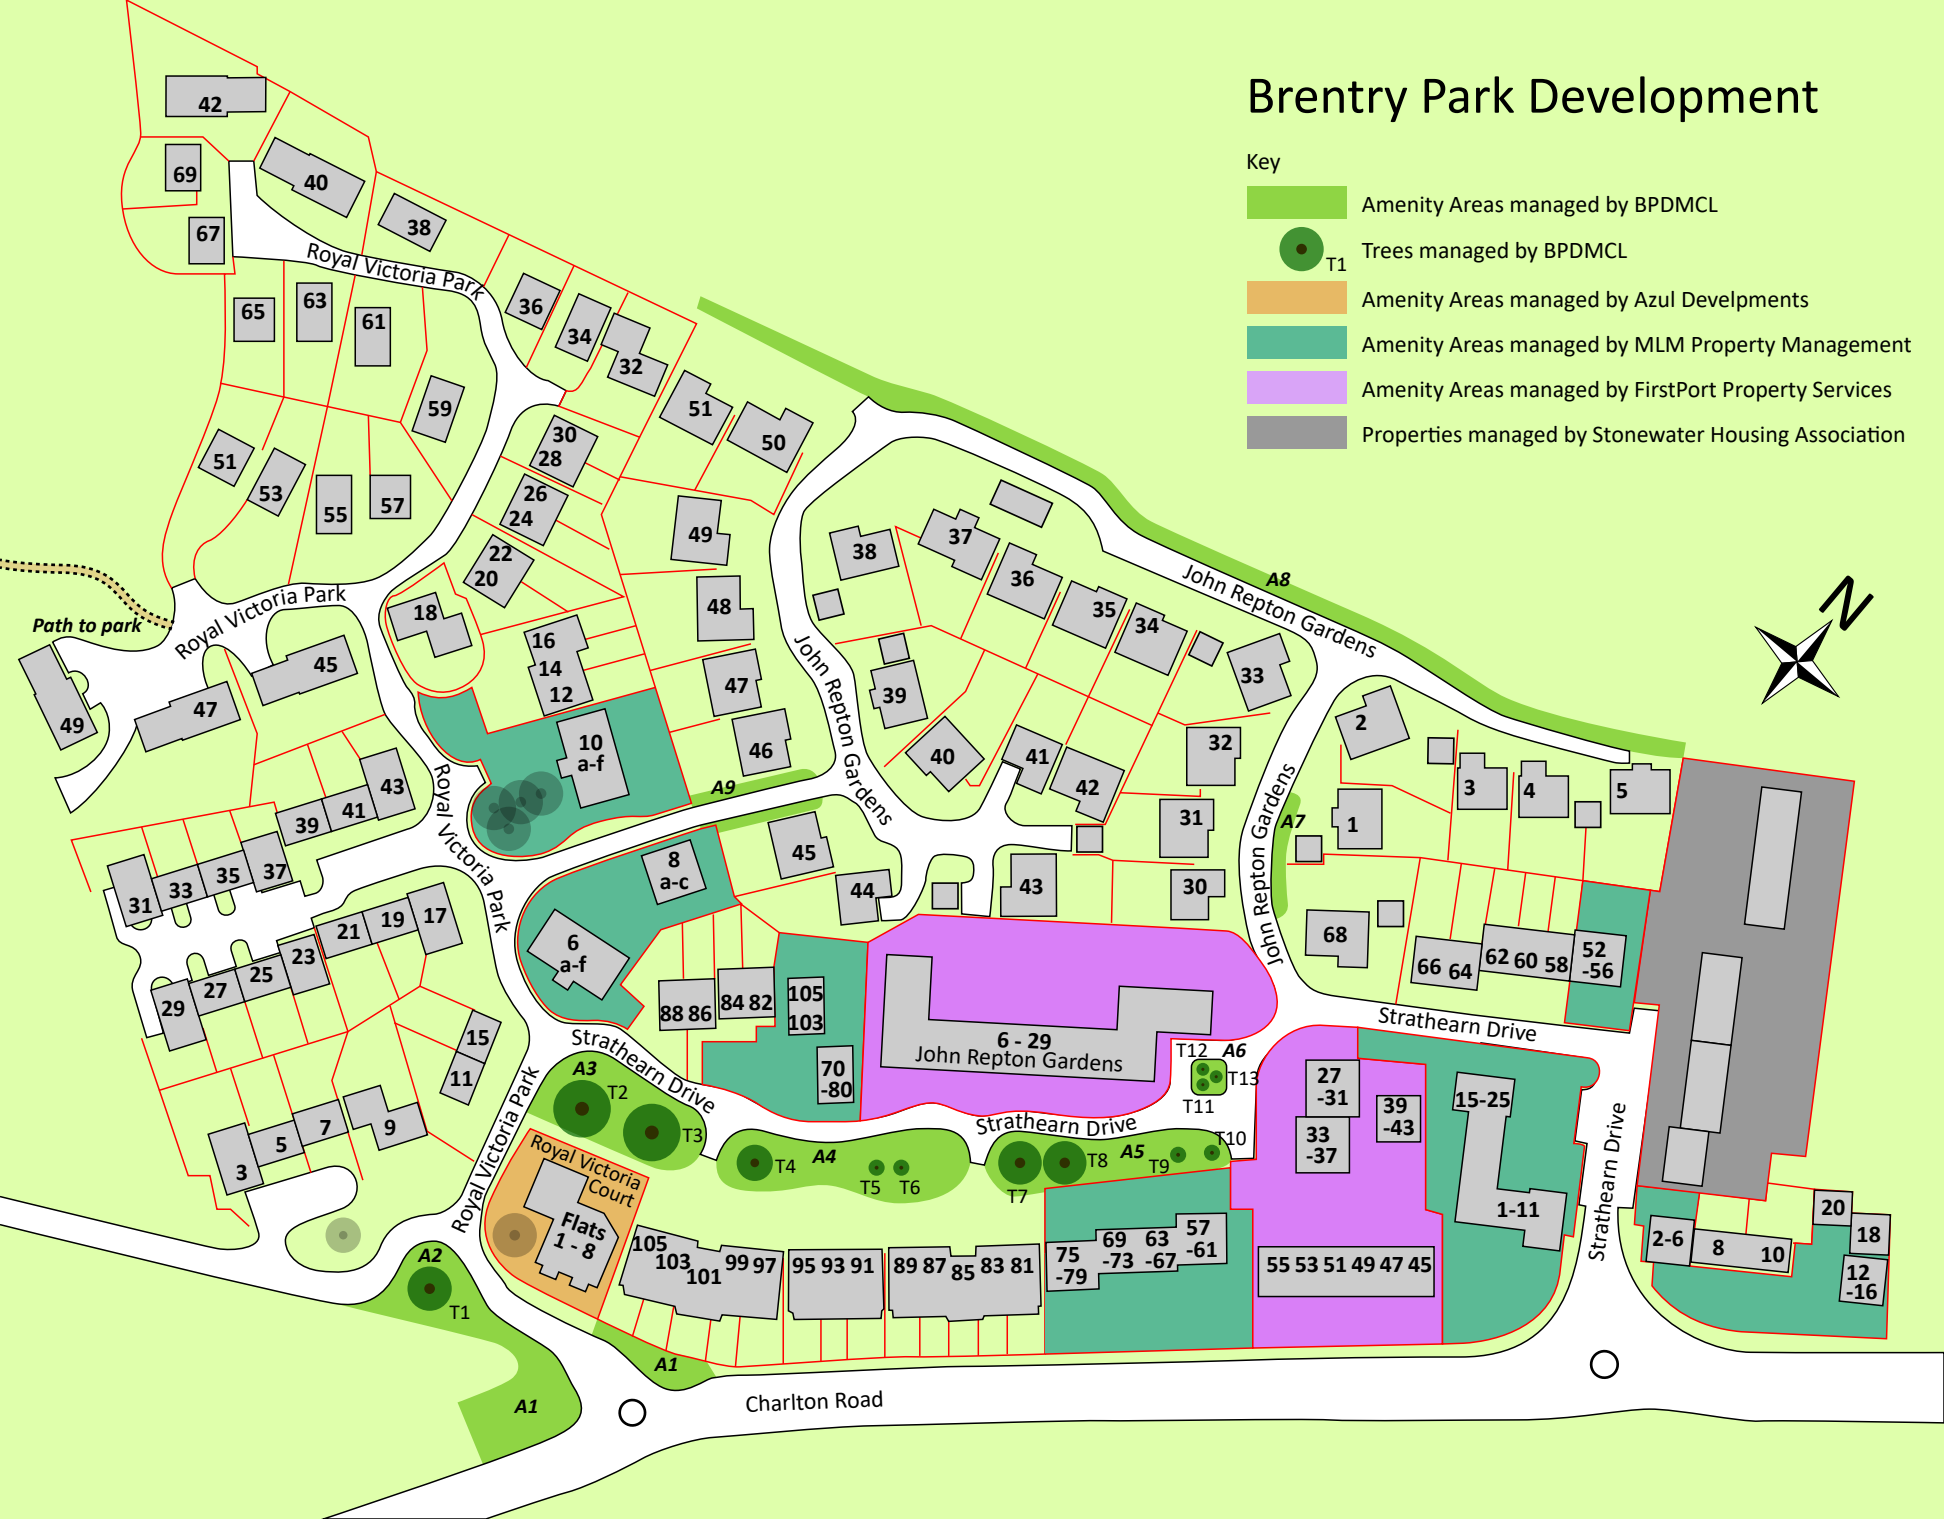 Brentry Park Development
Key
Amenity Areas managed by BPDMCL
T1
Trees managed by BPDMCL
Amenity Areas managed by Azul Develpments
Amenity Areas managed by MLM Property Management
Amenity Areas managed by FirstPort Property Services
Properties managed by Stonewater Housing Association
N
42
69
40
67
38
Royal Victoria Park
65
63
61
36
34
32
59
51
50
51
53
55
57
30
28
26
24
22
20
49
38
37
36
35
34
33
John Repton Gardens
A8
Path to park
Royal Victoria Park
18
16
14
12
48
47
46
John Repton Gardens
39
40
41
42
32
31
30
2
3
4
5
1
49
47
45
10
a-f
A9
43
41
39
37
35
33
31
Royal Victoria Park
8
a-c
45
44
43
A7
John Repton Gardens
68
66 64
62 60 58
52
-56
17
19
21
23
25
27
29
6
a-f
88 86
84 82
105
103
70
-80
6 - 29
John Repton Gardens
Strathearn Drive
15
11
9
7
5
3
Strathearn Drive
A3
T2
T3
T12
A6
T13
T11
27
-31
39
-43
33
-37
15-25
1-11
Strathearn Drive
Royal Victoria Park
Royal Victoria
Court
Flats
1 - 8
T4
A4
T5
T6
Strathearn Drive
T7
T8
A5
T9
T10
A2
T1
105
103
101
99 97
95 93 91
89 87
85
83 81
75
-79
69
-73
63
-67
57
-61
55 53 51 49 47 45
2-6
8
10
20
18
12
-16
A1
A1
Charlton Road